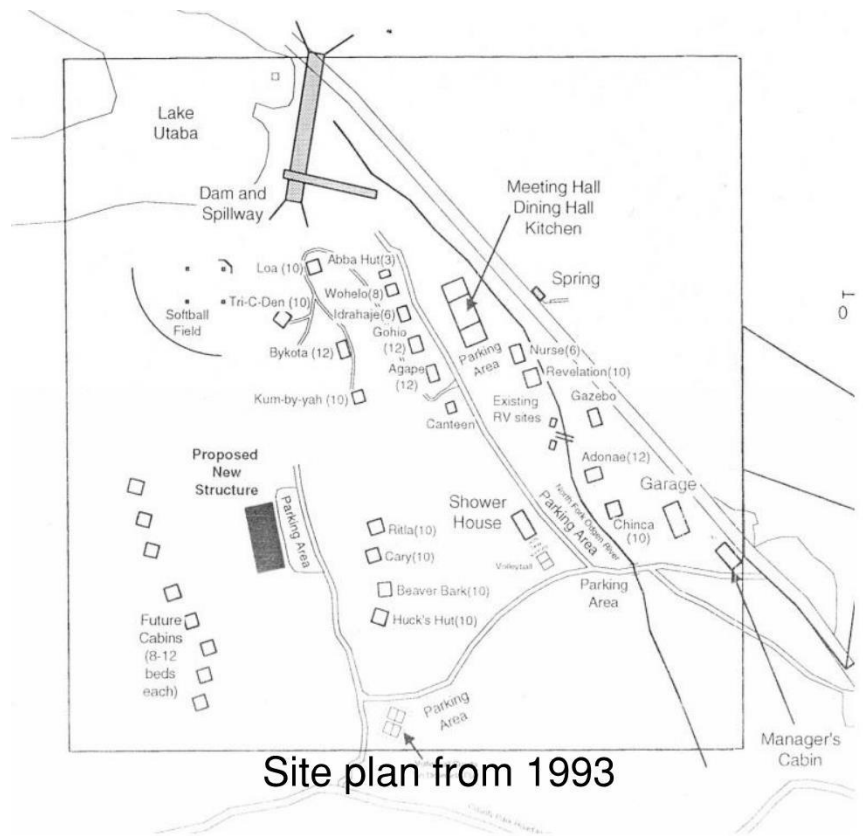 Lake
Utaba
Dam and
Spillway
Meeting Hall
Dining Hall
Kitchen
Spring
Loa (10)
Abba Hut(3)
Wohelo(8)
Tri-C-Den (10)
Idrahaje(6)
Softball
Field
Gohio
(12)
Bykota (12)
Agape
(12)
Parking
Area
Nurse(6)
Revelation(10)
Kum-by-yah (10)
Canteen
Existing
RV sites
Gazebo
T
O
Proposed
New
Structure
Parking Area
Adonae(12)
Garage
Shower
House
Parking Area
North Fork Odgen River
Chinca
(10)
Ritla(10)
Cary(10)
Volleyball
Beaver Bark(10)
Huck's Hut(10)
Parking
Area
Future
Cabins
(8-12
beds
each)
Parking
Area
Manager's
Cabin
Site plan from 1993